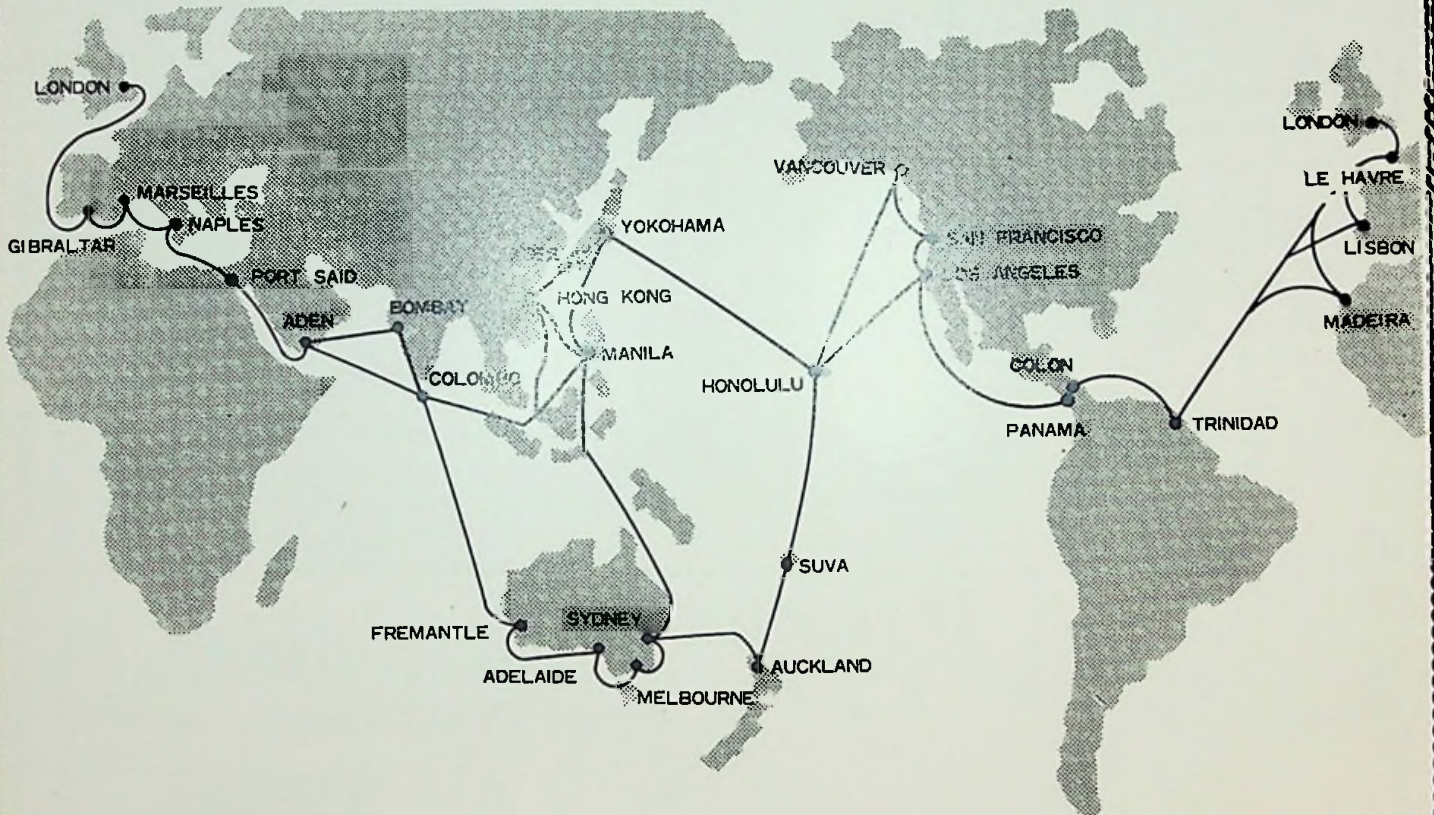 LONDON
MARSEILLES
NAPLES
GIBRALTAR
PORT SAID
ADEN
BOMBAY
COLOMBO
YOKOHAMA
HONG KONG
MANILA
FREMANTLE
ADELAIDE
SYDNEY
MELBOURNE
AUCKLAND
SUVA
HONOLULU
VANCOUVER
SAN FRANCISCO
LOS ANGELES
COLON
PANAMA
TRINIDAD
LONDON
LE HAVRE
LISBON
MADEIRA